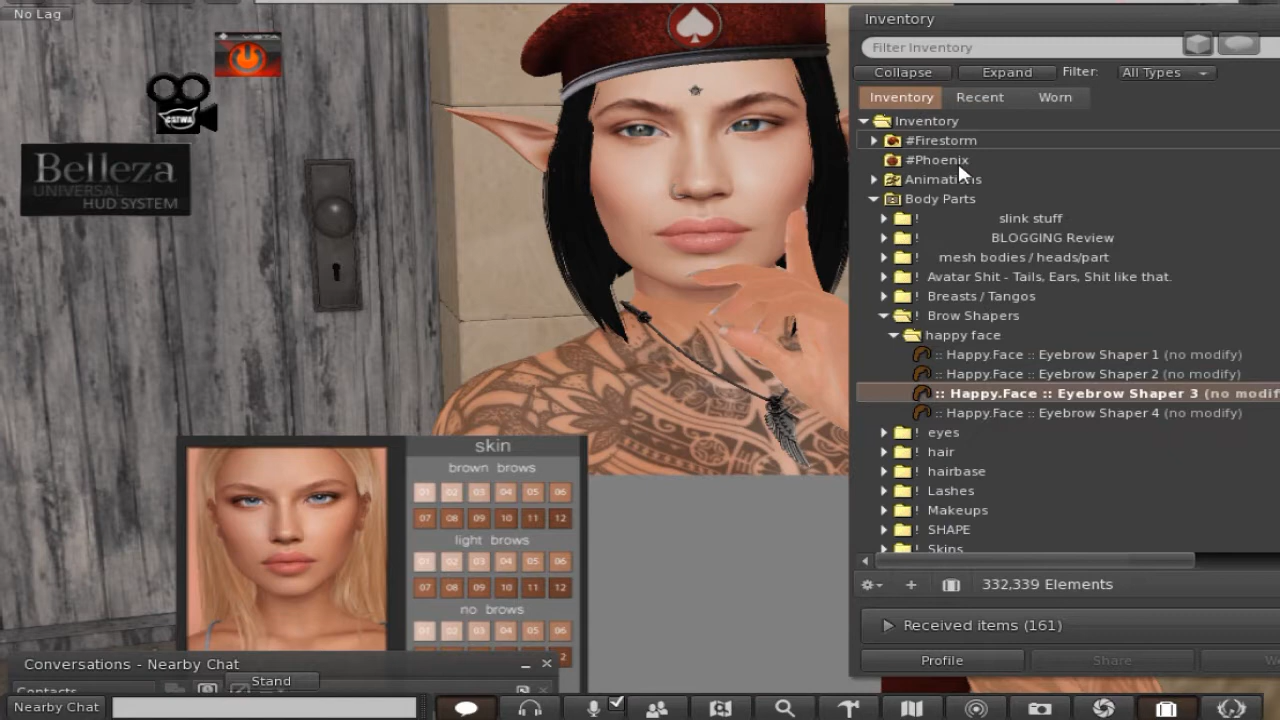 No Lag
VISTA
CATWA
Belleza
UNIVERSAL
HUD SYSTEM
skin
brown brows
01 02 03 04 05 06
07 08 09 10 11 12
light brows
01 02 03 04 05 06
07 08 09 10 11 12
no brows
01 02 03 04 05 06
2
Conversations - Nearby Chat
Contacts
Stand
Nearby Chat
Inventory
Filter Inventory
Collapse Expand Filter: All Types
Inventory Recent Worn
Inventory
#Firestorm
#Phoenix
Animations
Body Parts
! slink stuff
! BLOGGING Review
! mesh bodies / heads/part
! Avatar Shit - Tails, Ears, Shit like that.
! Breasts / Tangos
! Brow Shapers
happy face
:: Happy.Face :: Eyebrow Shaper 1 (no modify)
:: Happy.Face :: Eyebrow Shaper 2 (no modify)
:: Happy.Face :: Eyebrow Shaper 3 (no modif
:: Happy.Face :: Eyebrow Shaper 4 (no modify)
! eyes
! hair
! hairbase
! Lashes
! Makeups
! SHAPE
! Skins
332,339 Elements
Received items (161)
Profile Share W